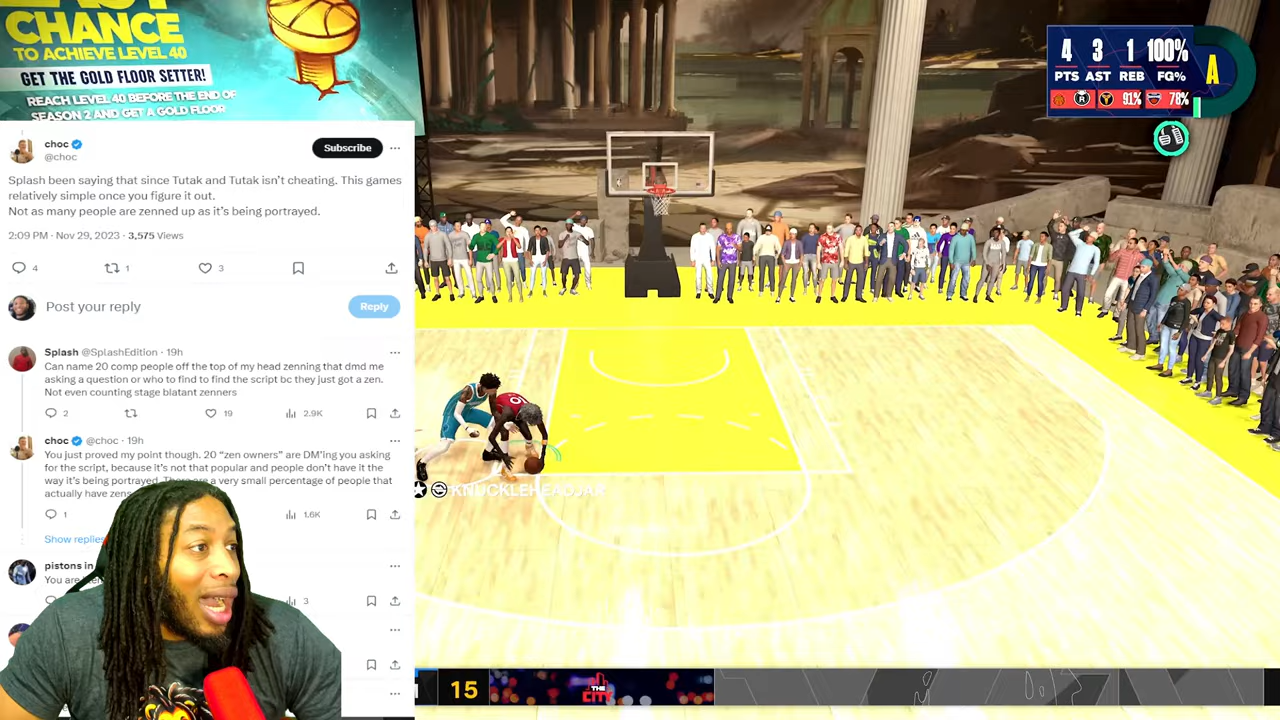 LAST CHANCE
TO ACHIEVE LEVEL 40
GET THE GOLD FLOOR SETTER!
REACH LEVEL 40 BEFORE THE END OF
SEASON 2 AND GET A GOLD FLOOR
choc
@choc
Subscribe
Splash been saying that since Tutak and Tutak isn't cheating. This games
relatively simple once you figure it out.
Not as many people are zenned up as it's being portrayed.
2:09 PM · Nov 29, 2023 · 3,575 Views
4 1 3
Post your reply
Reply
Splash @SplashEdition · 19h
Can name 20 comp people off the top of my head zenning that dmd me
asking a question or who to find to find the script bc they just got a zen.
Not even counting stage blatant zenners
2 19 2.9K
choc @choc · 19h
You just proved my point though. 20 "zen owners" are DM'ing you asking
for the script, because it's not that popular and people don't have it the
way it's being portrayed. There are a very small percentage of people that
actually have zens
1 1.6K
Show replies
pistons in
You are
3
4 3 1 100%
PTS AST REB FG%
A
R Y 91% 78%
KNUCKLEHEADJAR
15
THE CITY